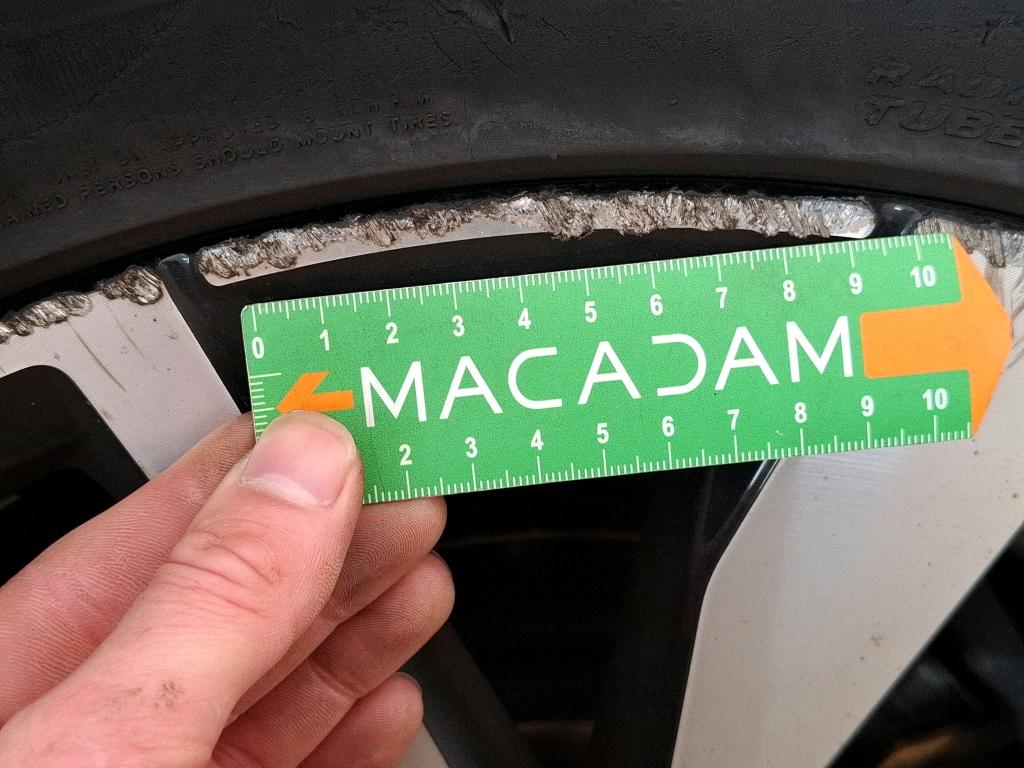 RADI
TUBE
PERSONS SHOULD MOUNT TIRES
0 1 2 3 4 5 6 7 8 9 10
MACADAM
2 3 4 5 6 7 8 9 10